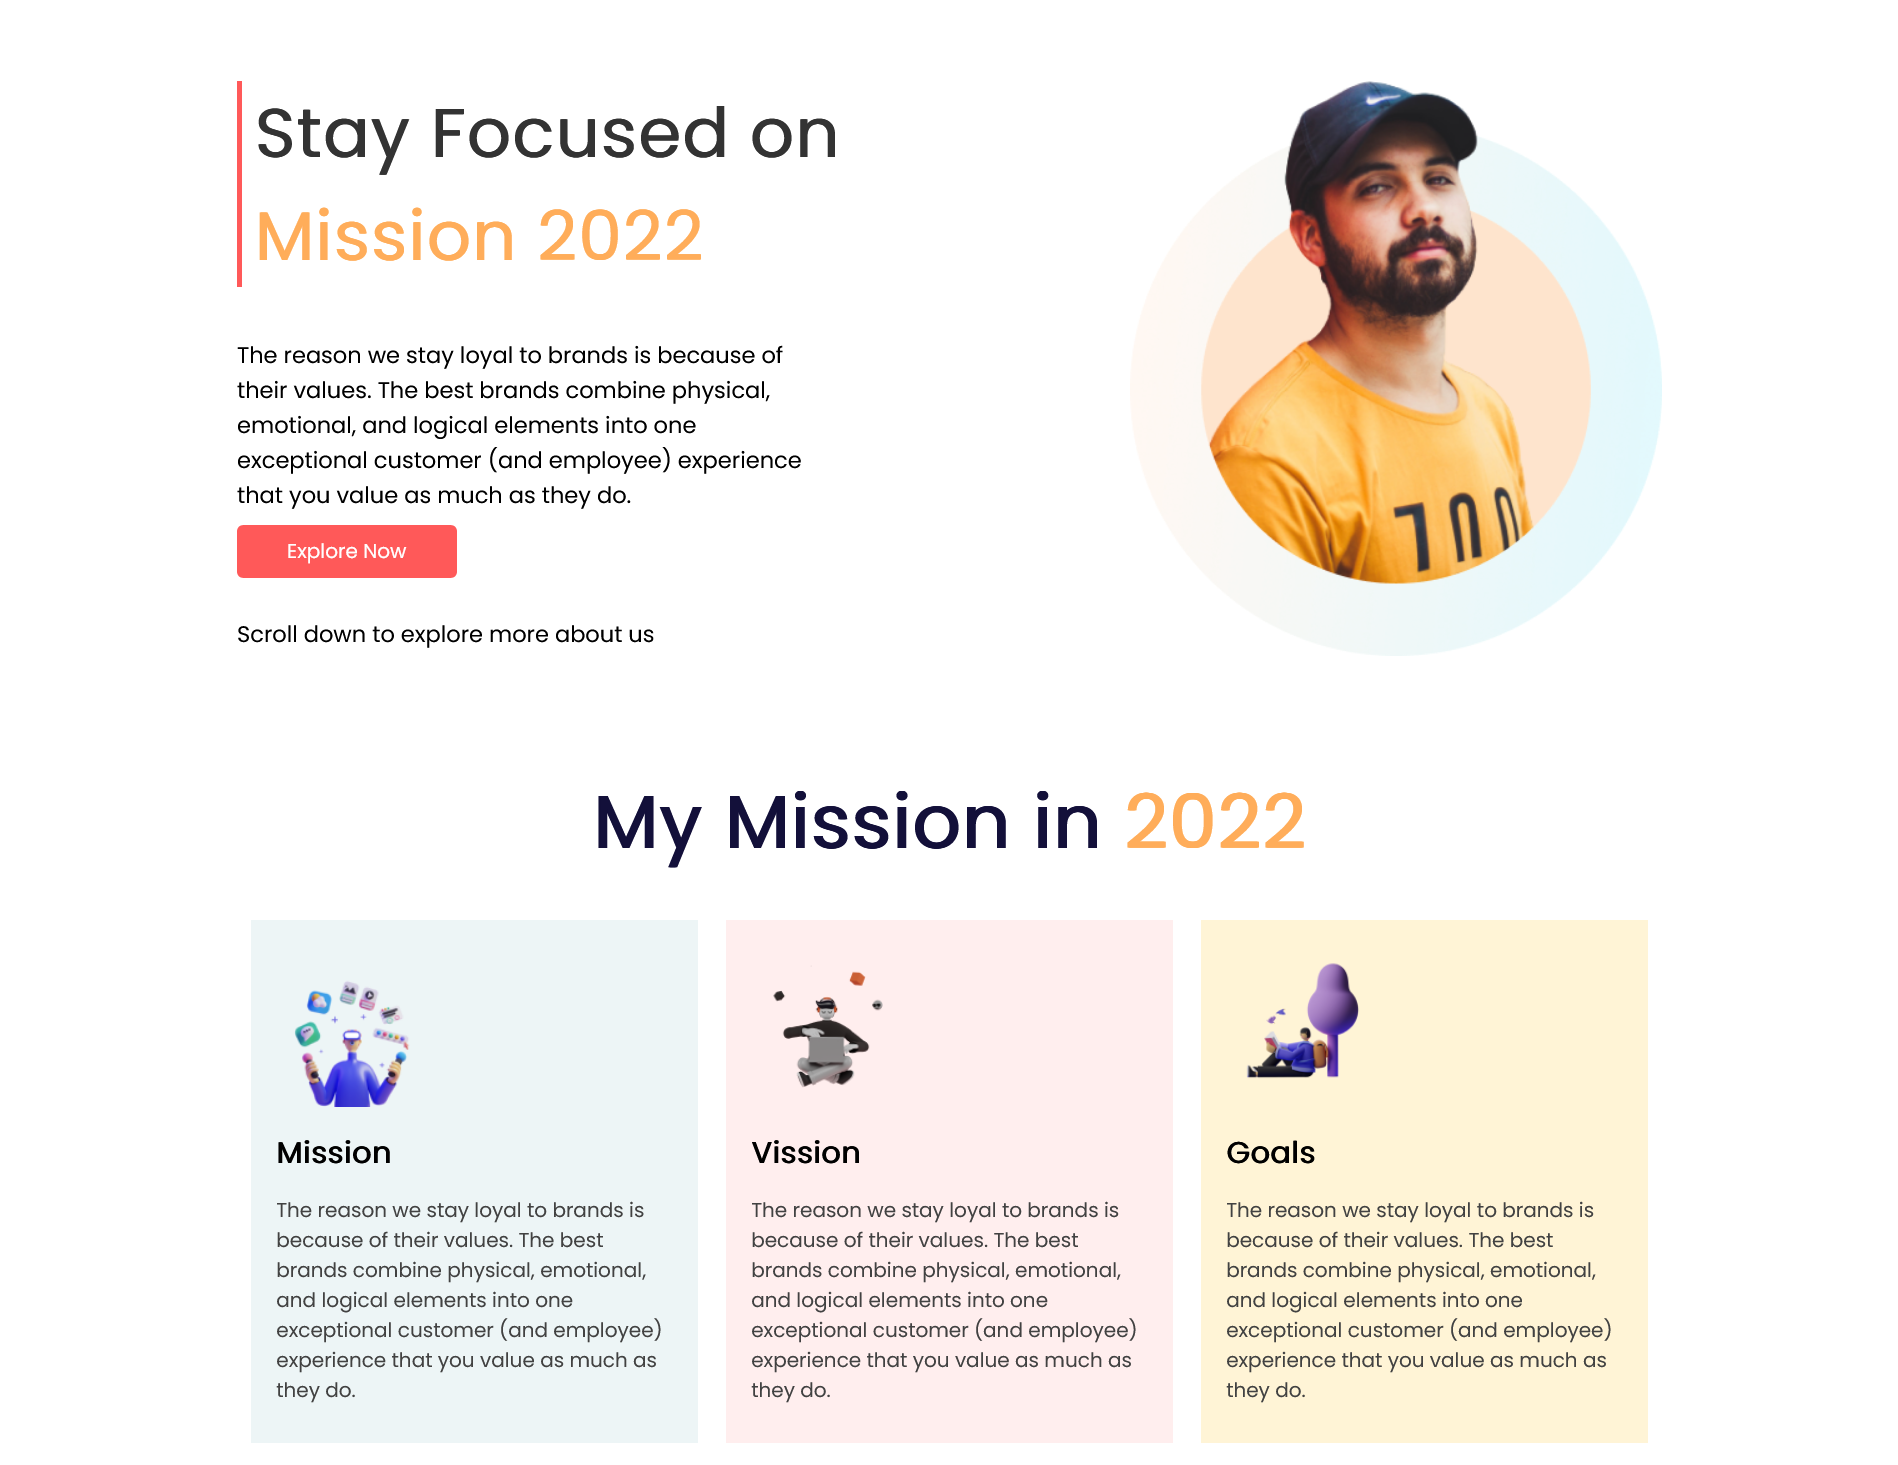 Stay Focused on
Mission 2022
The reason we stay loyal to brands is because of
their values. The best brands combine physical,
emotional, and logical elements into one
exceptional customer (and employee) experience
that you value as much as they do.
Explore Now
Scroll down to explore more about us
My Mission in 2022
Mission
The reason we stay loyal to brands is
because of their values. The best
brands combine physical, emotional,
and logical elements into one
exceptional customer (and employee)
experience that you value as much as
they do.
Vission
The reason we stay loyal to brands is
because of their values. The best
brands combine physical, emotional,
and logical elements into one
exceptional customer (and employee)
experience that you value as much as
they do.
Goals
The reason we stay loyal to brands is
because of their values. The best
brands combine physical, emotional,
and logical elements into one
exceptional customer (and employee)
experience that you value as much as
they do.